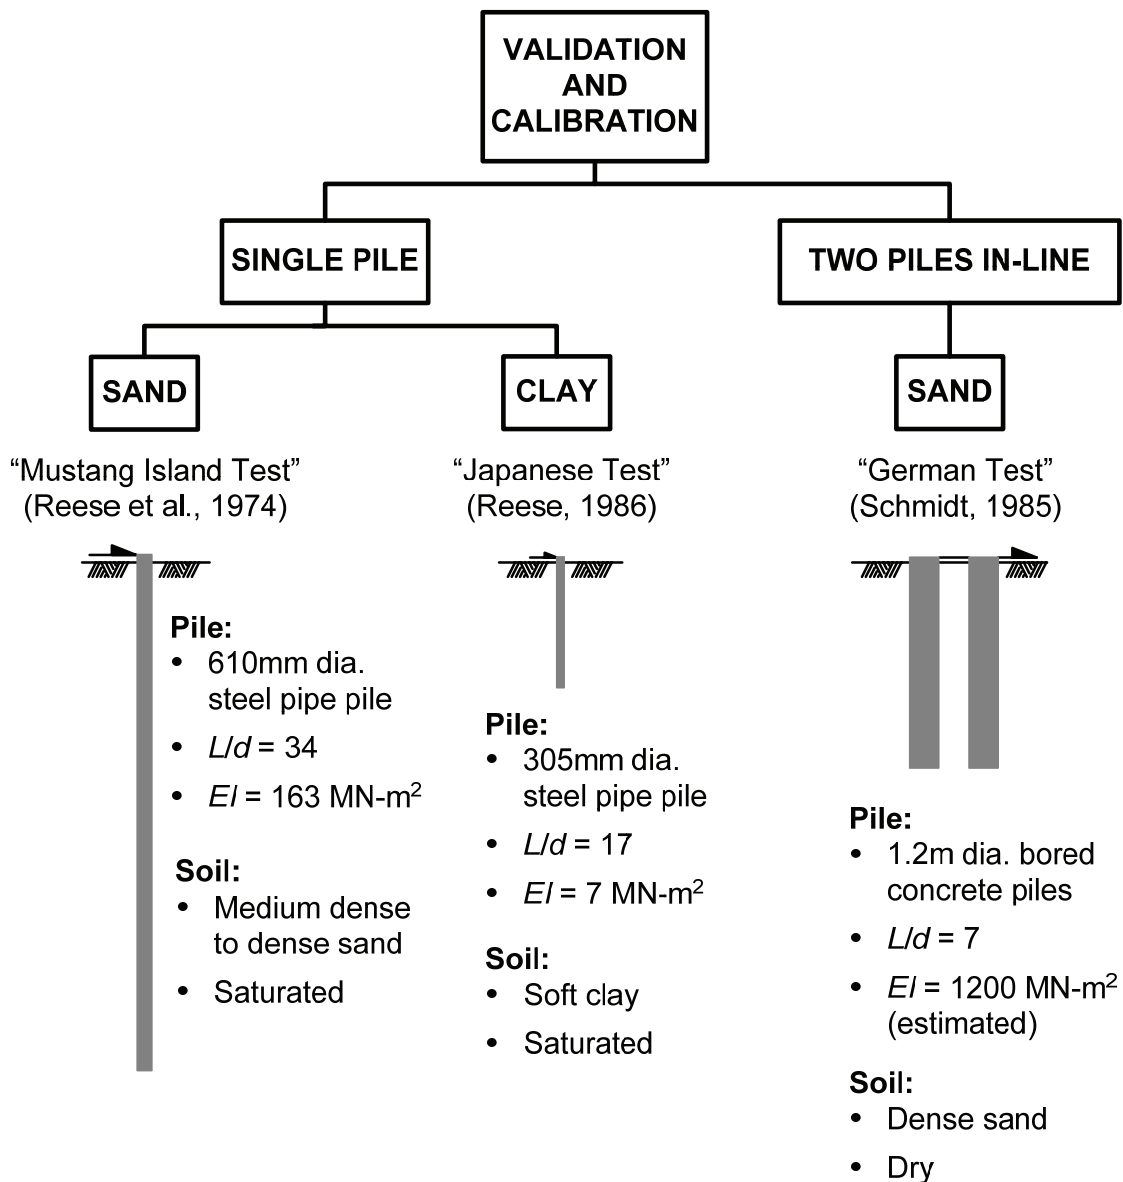 VALIDATION
AND
CALIBRATION
SINGLE PILE
TWO PILES IN-LINE
SAND
CLAY
SAND
“Mustang Island Test”
(Reese et al., 1974)
“Japanese Test”
(Reese, 1986)
“German Test”
(Schmidt, 1985)
Pile:
• 610mm dia.
steel pipe pile
• L/d = 34
• EI = 163 MN-m²
Soil:
• Medium dense
to dense sand
• Saturated
Pile:
• 305mm dia.
steel pipe pile
• L/d = 17
• EI = 7 MN-m²
Soil:
• Soft clay
• Saturated
Pile:
• 1.2m dia. bored
concrete piles
• L/d = 7
• EI = 1200 MN-m²
(estimated)
Soil:
• Dense sand
• Dry